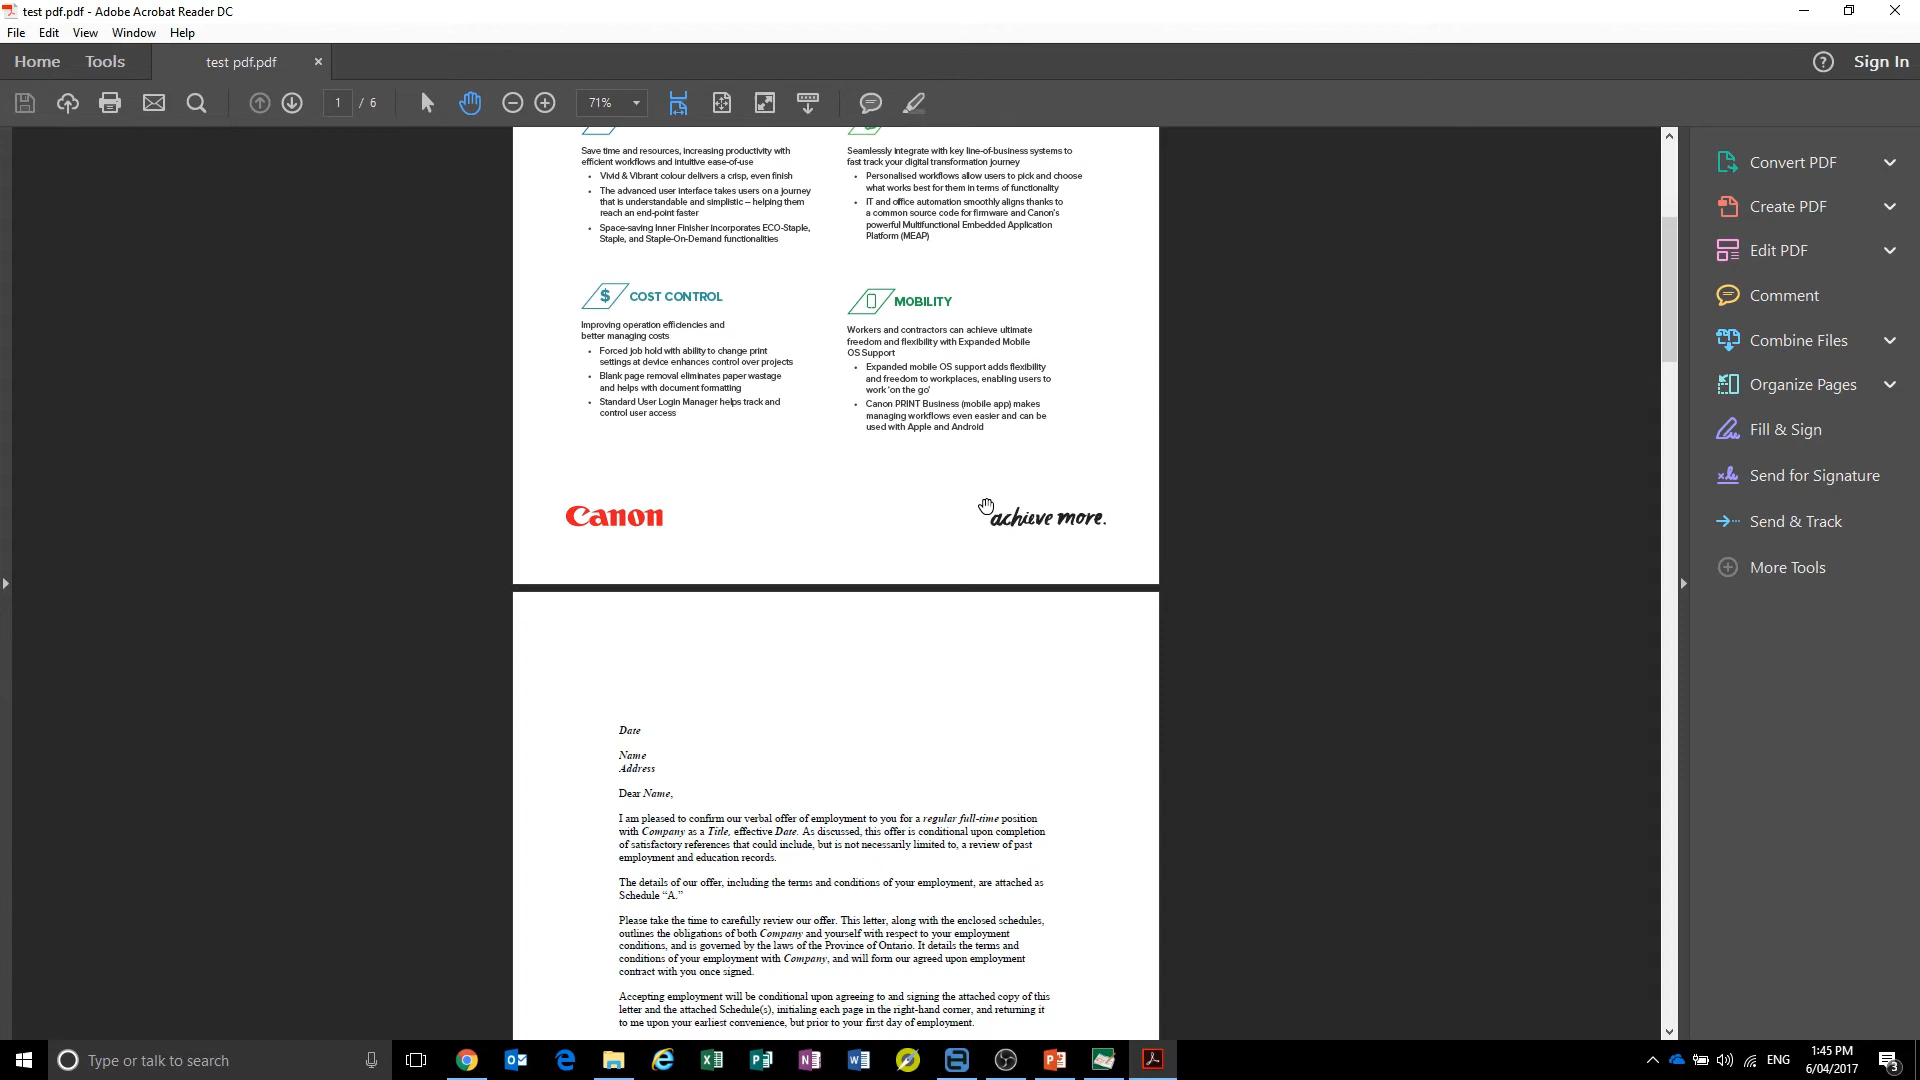 test pdf.pdf - Adobe Acrobat Reader DC
File Edit View Window Help
Home Tools test pdf.pdf × Sign In
1 / 6 71%
Save time and resources, increasing productivity with
efficient workflows and intuitive ease-of-use
• Vivid & Vibrant colour delivers a crisp, even finish
• The advanced user interface takes users on a journey
that is understandable and simplistic – helping them
reach an end-point faster
• Space-saving Inner Finisher incorporates ECO-Staple,
Staple, and Staple-On-Demand functionalities
Seamlessly integrate with key line-of-business systems to
fast track your digital transformation journey
• Personalised workflows allow users to pick and choose
what works best for them in terms of functionality
• IT and office automation smoothly aligns thanks to
a common source code for firmware and Canon's
powerful Multifunctional Embedded Application
Platform (MEAP)
$ COST CONTROL
Improving operation efficiencies and
better managing costs
• Forced job hold with ability to change print
settings at device enhances control over projects
• Blank page removal eliminates paper wastage
and helps with document formatting
• Standard User Login Manager helps track and
control user access
MOBILITY
Workers and contractors can achieve ultimate
freedom and flexibility with Expanded Mobile
OS Support
• Expanded mobile OS support adds flexibility
and freedom to workplaces, enabling users to
work 'on the go'
• Canon PRINT Business (mobile app) makes
managing workflows even easier and can be
used with Apple and Android
Canon
achieve more.
Date
Name
Address
Dear Name,
I am pleased to confirm our verbal offer of employment to you for a regular full-time position
with Company as a Title, effective Date. As discussed, this offer is conditional upon completion
of satisfactory references that could include, but is not necessarily limited to, a review of past
employment and education records.
The details of our offer, including the terms and conditions of your employment, are attached as
Schedule “A.”
Please take the time to carefully review our offer. This letter, along with the enclosed schedules,
outlines the obligations of both Company and yourself with respect to your employment
conditions, and is governed by the laws of the Province of Ontario. It details the terms and
conditions of your employment with Company, and will form our agreed upon employment
contract with you once signed.
Accepting employment will be conditional upon agreeing to and signing the attached copy of this
letter and the attached Schedule(s), initialing each page in the right-hand corner, and returning it
to me upon your earliest convenience, but prior to your first day of employment.
Convert PDF
Create PDF
Edit PDF
Comment
Combine Files
Organize Pages
Fill & Sign
Send for Signature
Send & Track
More Tools
Type or talk to search
ENG
1:45 PM
6/04/2017
3